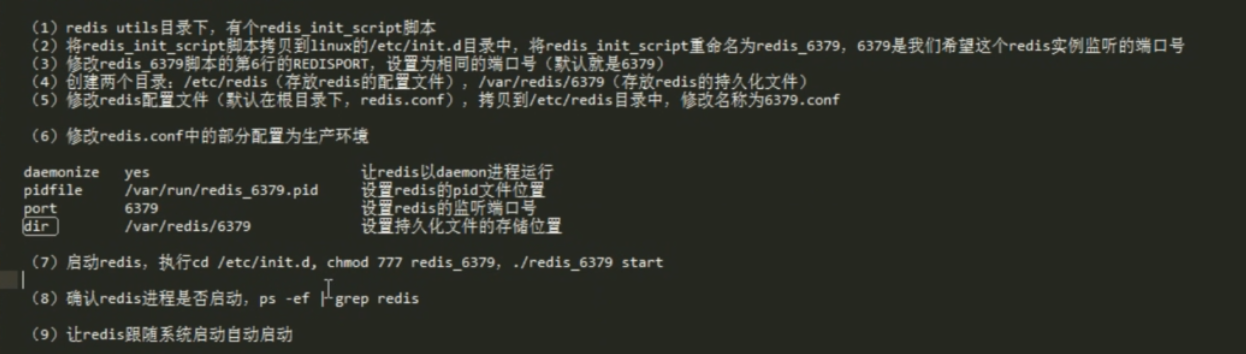 （1）redis utils目录下，有个redis_init_script脚本
（2）将redis_init_script脚本拷贝到linux的/etc/init.d目录中，将redis_init_script重命名为redis_6379，6379是我们希望这个redis实例监听的端口号
（3）修改redis_6379脚本的第6行的REDISPORT，设置为相同的端口号（默认就是6379）
（4）创建两个目录：/etc/redis（存放redis的配置文件），/var/redis/6379（存放redis的持久化文件）
（5）修改redis配置文件（默认在根目录下，redis.conf），拷贝到/etc/redis目录中，修改名称为6379.conf
（6）修改redis.conf中的部分配置为生产环境
daemonize yes 让redis以daemon进程运行
pidfile /var/run/redis_6379.pid 设置redis的pid文件位置
port 6379 设置redis的监听端口号
dir /var/redis/6379 设置持久化文件的存储位置
（7）启动redis，执行cd /etc/init.d, chmod 777 redis_6379，./redis_6379 start
（8）确认redis进程是否启动，ps -ef | grep redis
（9）让redis跟随系统启动自动启动